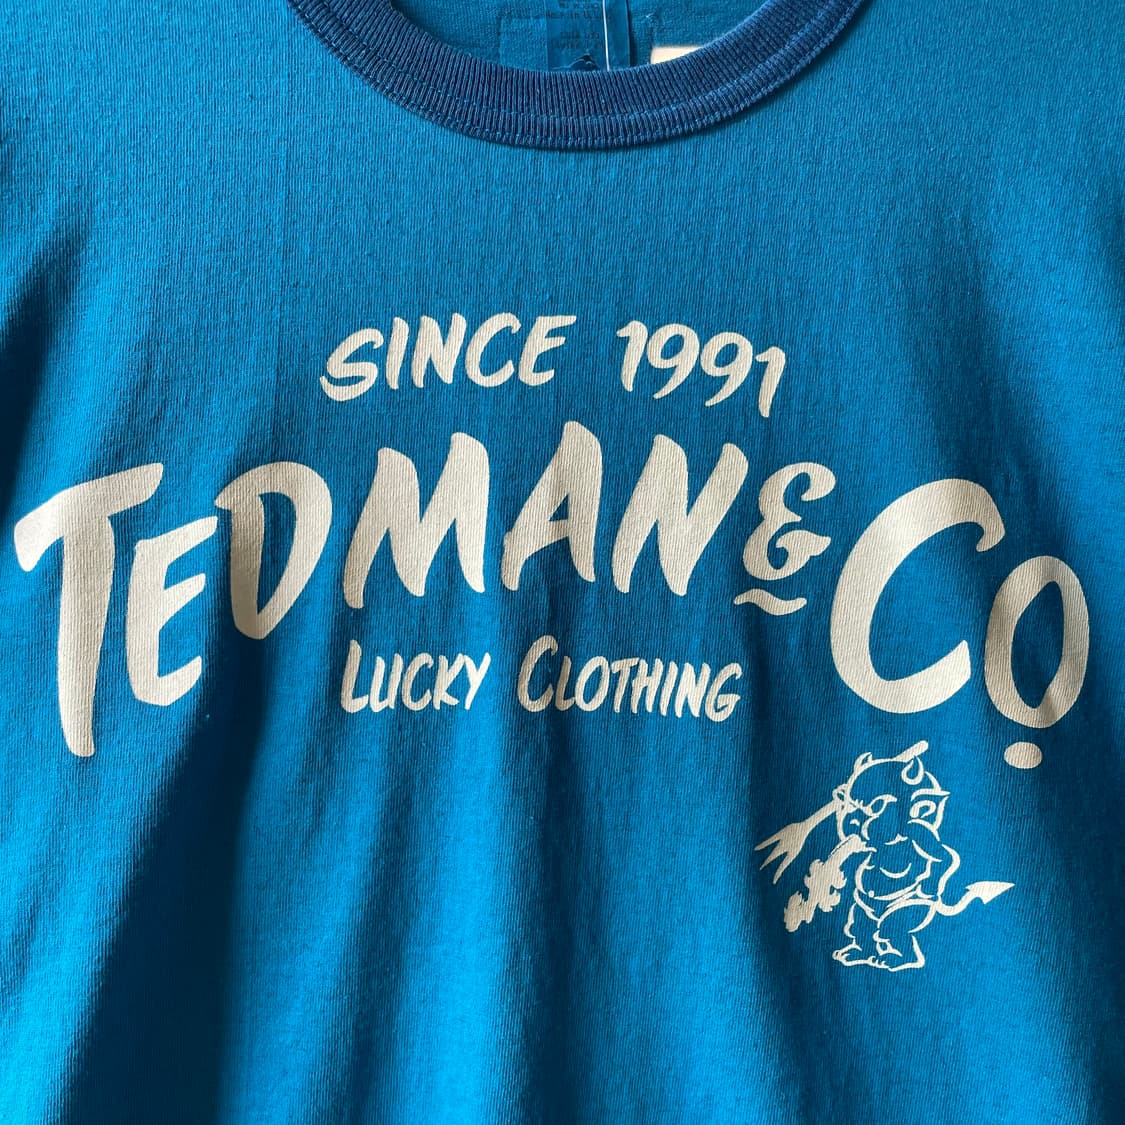 SINCE 1991
TEDMAN & CO.
LUCKY CLOTHING